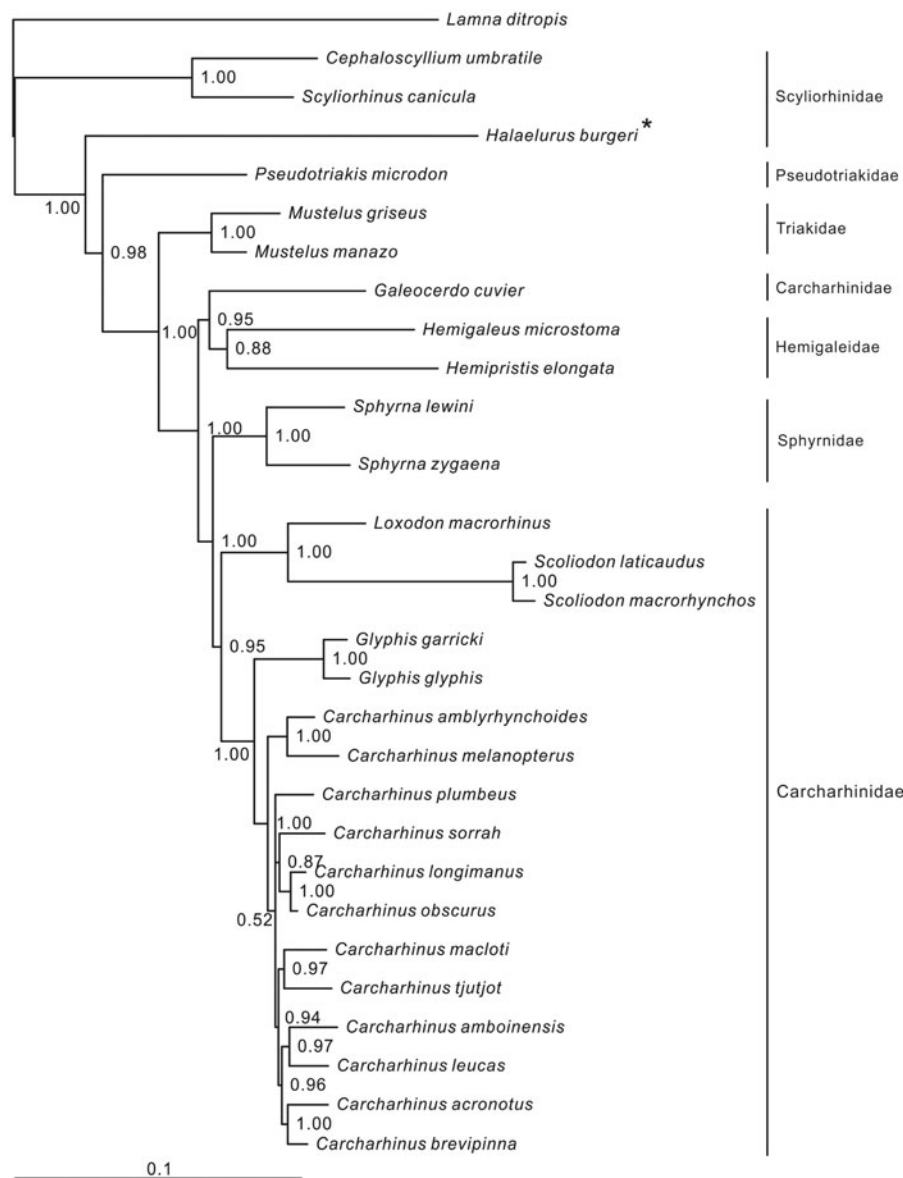 Lamna ditropis
Cephaloscyllium umbratile
1.00
Scyliorhinus canicula
Scyliorhinidae
Halaelurus burgeri*
Pseudotriakis microdon
Pseudotriakidae
1.00
Mustelus griseus
1.00
Triakidae
0.98
Mustelus manazo
Galeocerdo cuvier
Carcharhinidae
0.95
1.00
Hemigaleus microstoma
0.88
Hemigaleidae
Hemipristis elongata
Sphyrna lewini
1.00
1.00
Sphyrnidae
Sphyrna zygaena
Loxodon macrorhinus
1.00
1.00
Scoliodon laticaudus
1.00
Scoliodon macrorhynchos
Glyphis garricki
0.95
1.00
Glyphis glyphis
Carcharhinus amblyrhynchoides
1.00
1.00
Carcharhinus melanopterus
Carcharhinus plumbeus
Carcharhinidae
1.00
Carcharhinus sorrah
0.87
Carcharhinus longimanus
1.00
Carcharhinus obscurus
0.52
Carcharhinus macloti
0.97
Carcharhinus tjutjot
0.94
Carcharhinus amboinensis
0.97
Carcharhinus leucas
0.96
Carcharhinus acronotus
1.00
Carcharhinus brevipinna
0.1